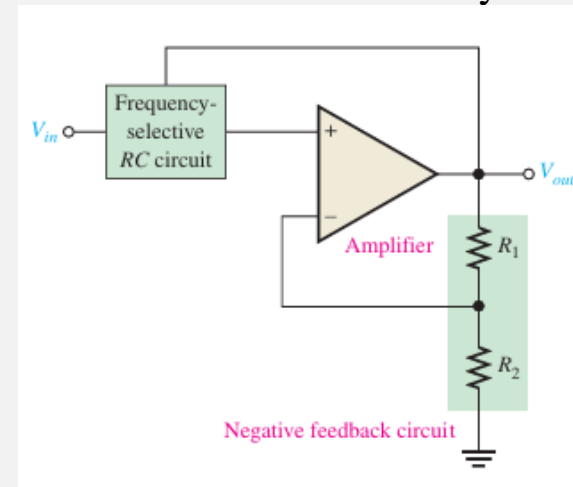 Frequency-
selective
RC circuit
V_in
+
V_out
−
Amplifier
R_1
R_2
Negative feedback circuit